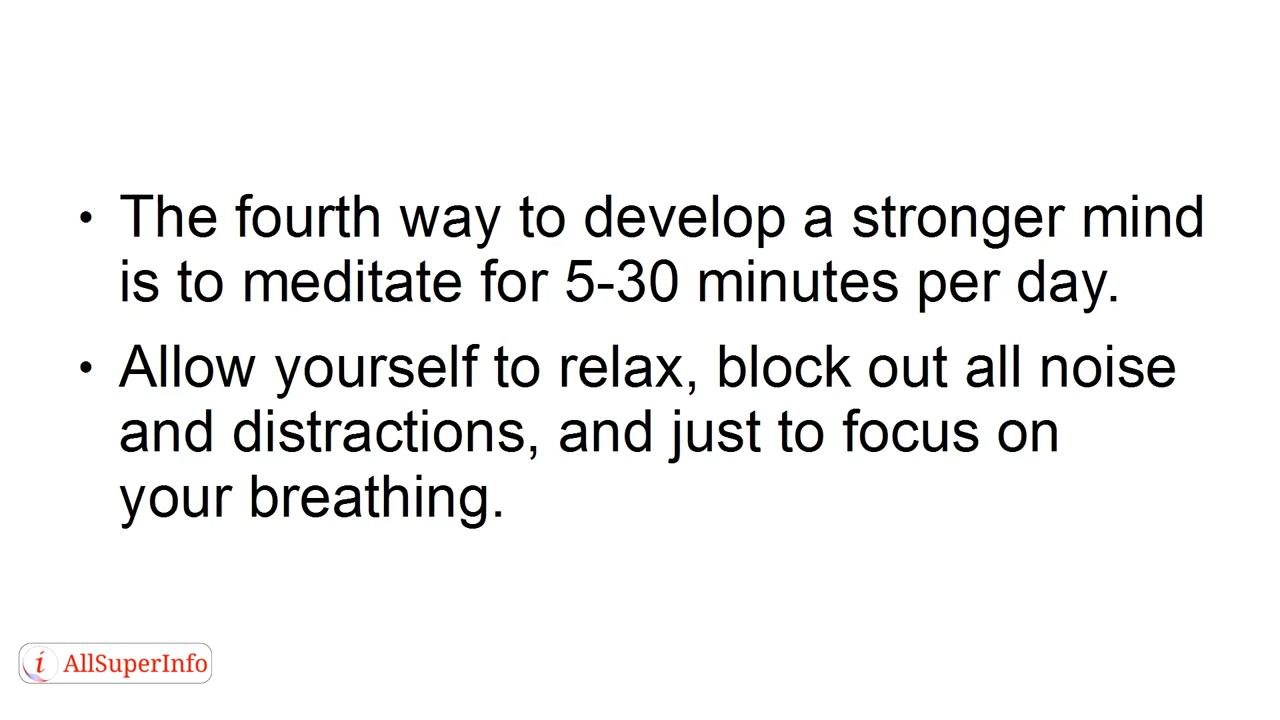 • The fourth way to develop a stronger mind
is to meditate for 5-30 minutes per day.
• Allow yourself to relax, block out all noise
and distractions, and just to focus on
your breathing.
i AllSuperInfo